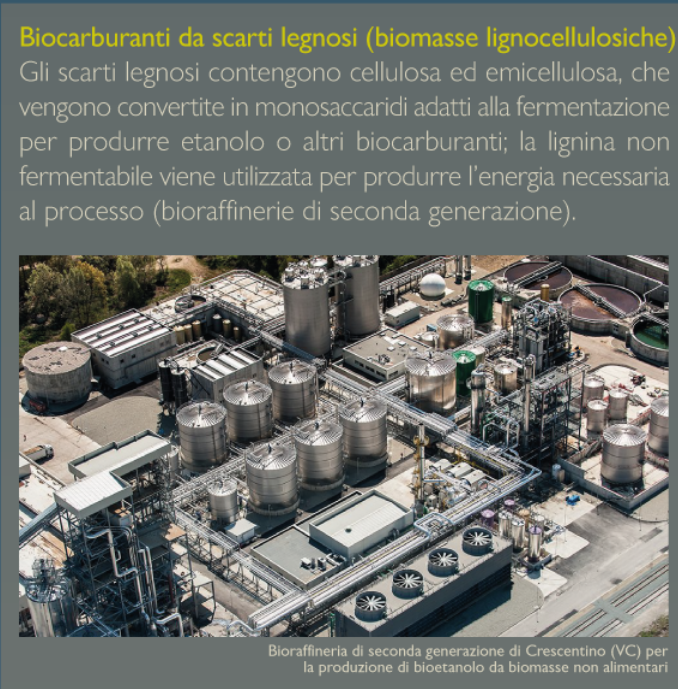 Biocarburanti da scarti legnosi (biomasse lignocellulosiche)
Gli scarti legnosi contengono cellulosa ed emicellulosa, che
vengono convertite in monosaccaridi adatti alla fermentazione
per produrre etanolo o altri biocarburanti; la lignina non
fermentabile viene utilizzata per produrre l’energia necessaria
al processo (bioraffinerie di seconda generazione).
Bioraffineria di seconda generazione di Crescentino (VC) per
la produzione di bioetanolo da biomasse non alimentari